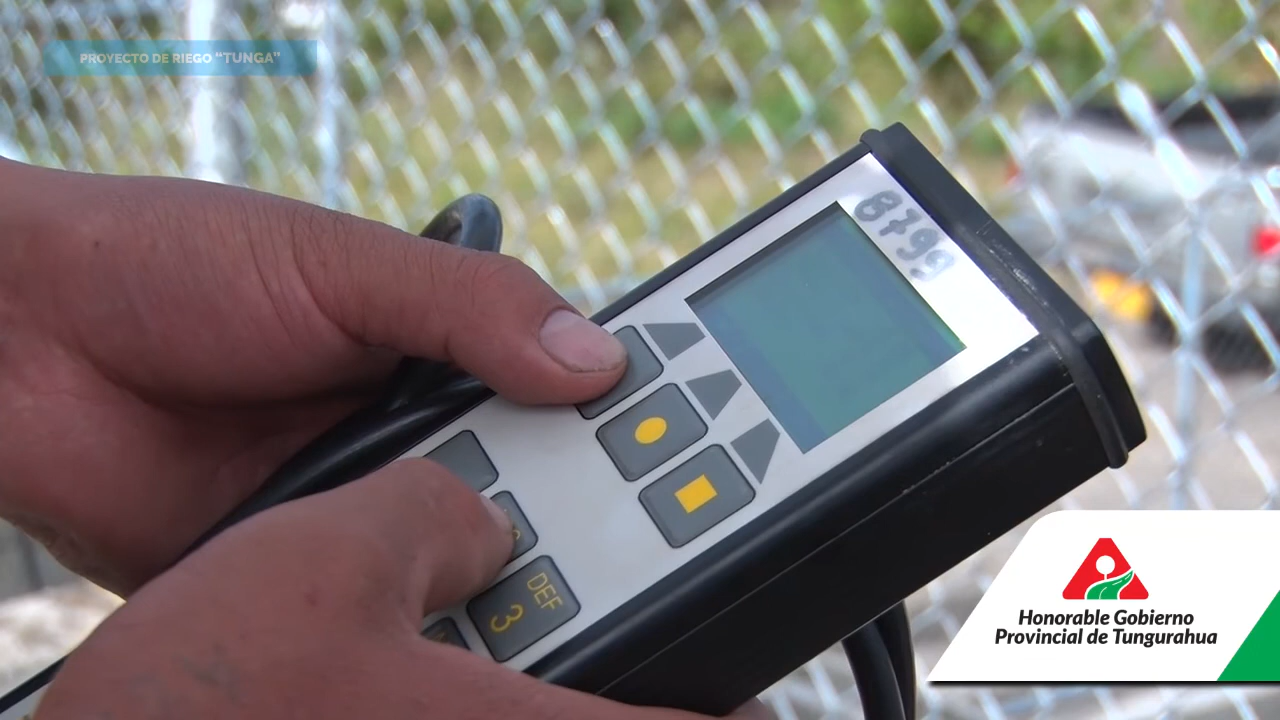 PROYECTO DE RIEGO “TUNGA”
8799
DEF
3
Honorable Gobierno
Provincial de Tungurahua